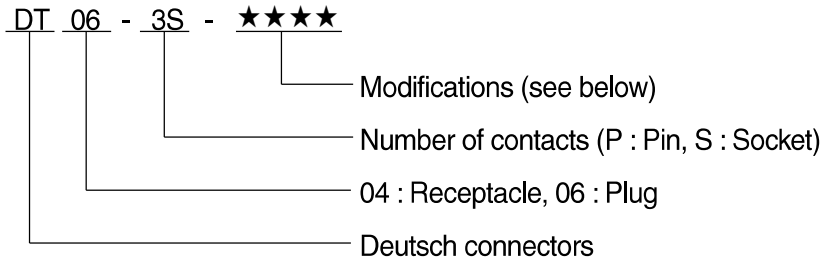 DT 06 - 3S - ★★★★
Modifications (see below)
Number of contacts (P : Pin, S : Socket)
04 : Receptacle, 06 : Plug
Deutsch connectors